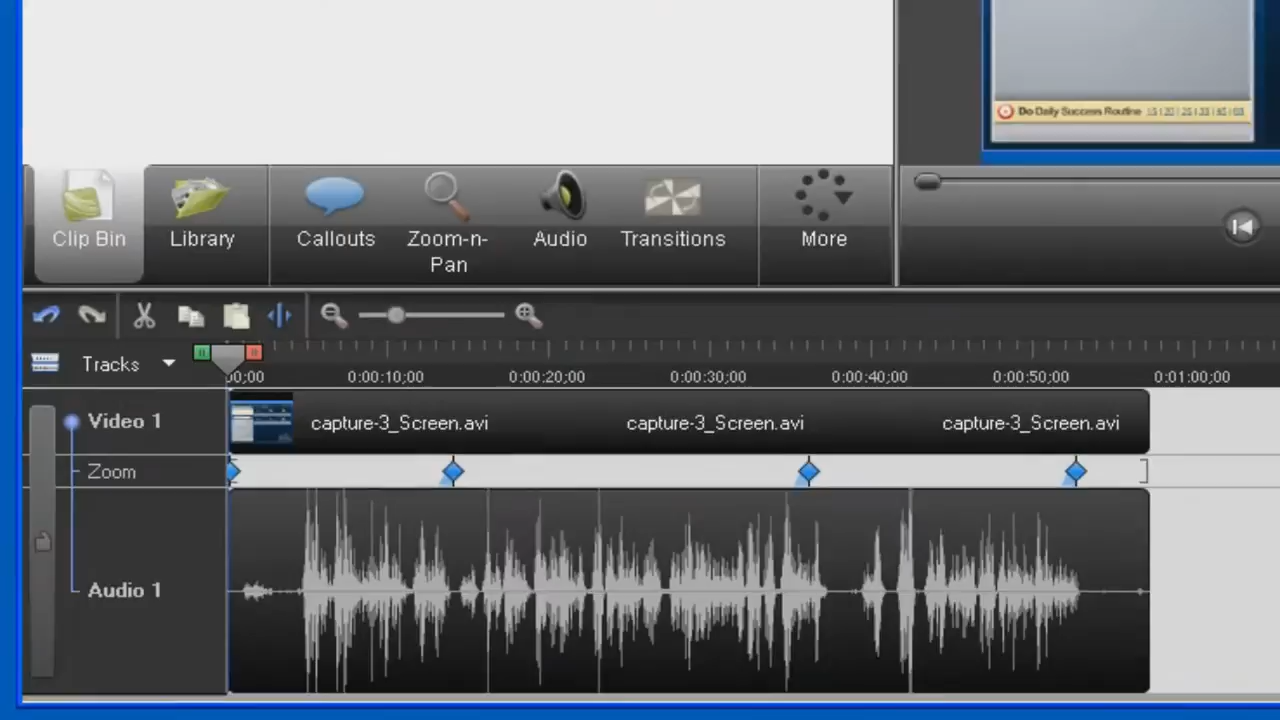 Do Daily Success Routine
Clip Bin
Library
Callouts
Zoom-n-
Pan
Audio
Transitions
More
Tracks
00;00
0:00:10;00
0:00:20;00
0:00:30;00
0:00:40;00
0:00:50;00
0:01:00;00
Video 1
capture-3_Screen.avi
capture-3_Screen.avi
capture-3_Screen.avi
Zoom
Audio 1